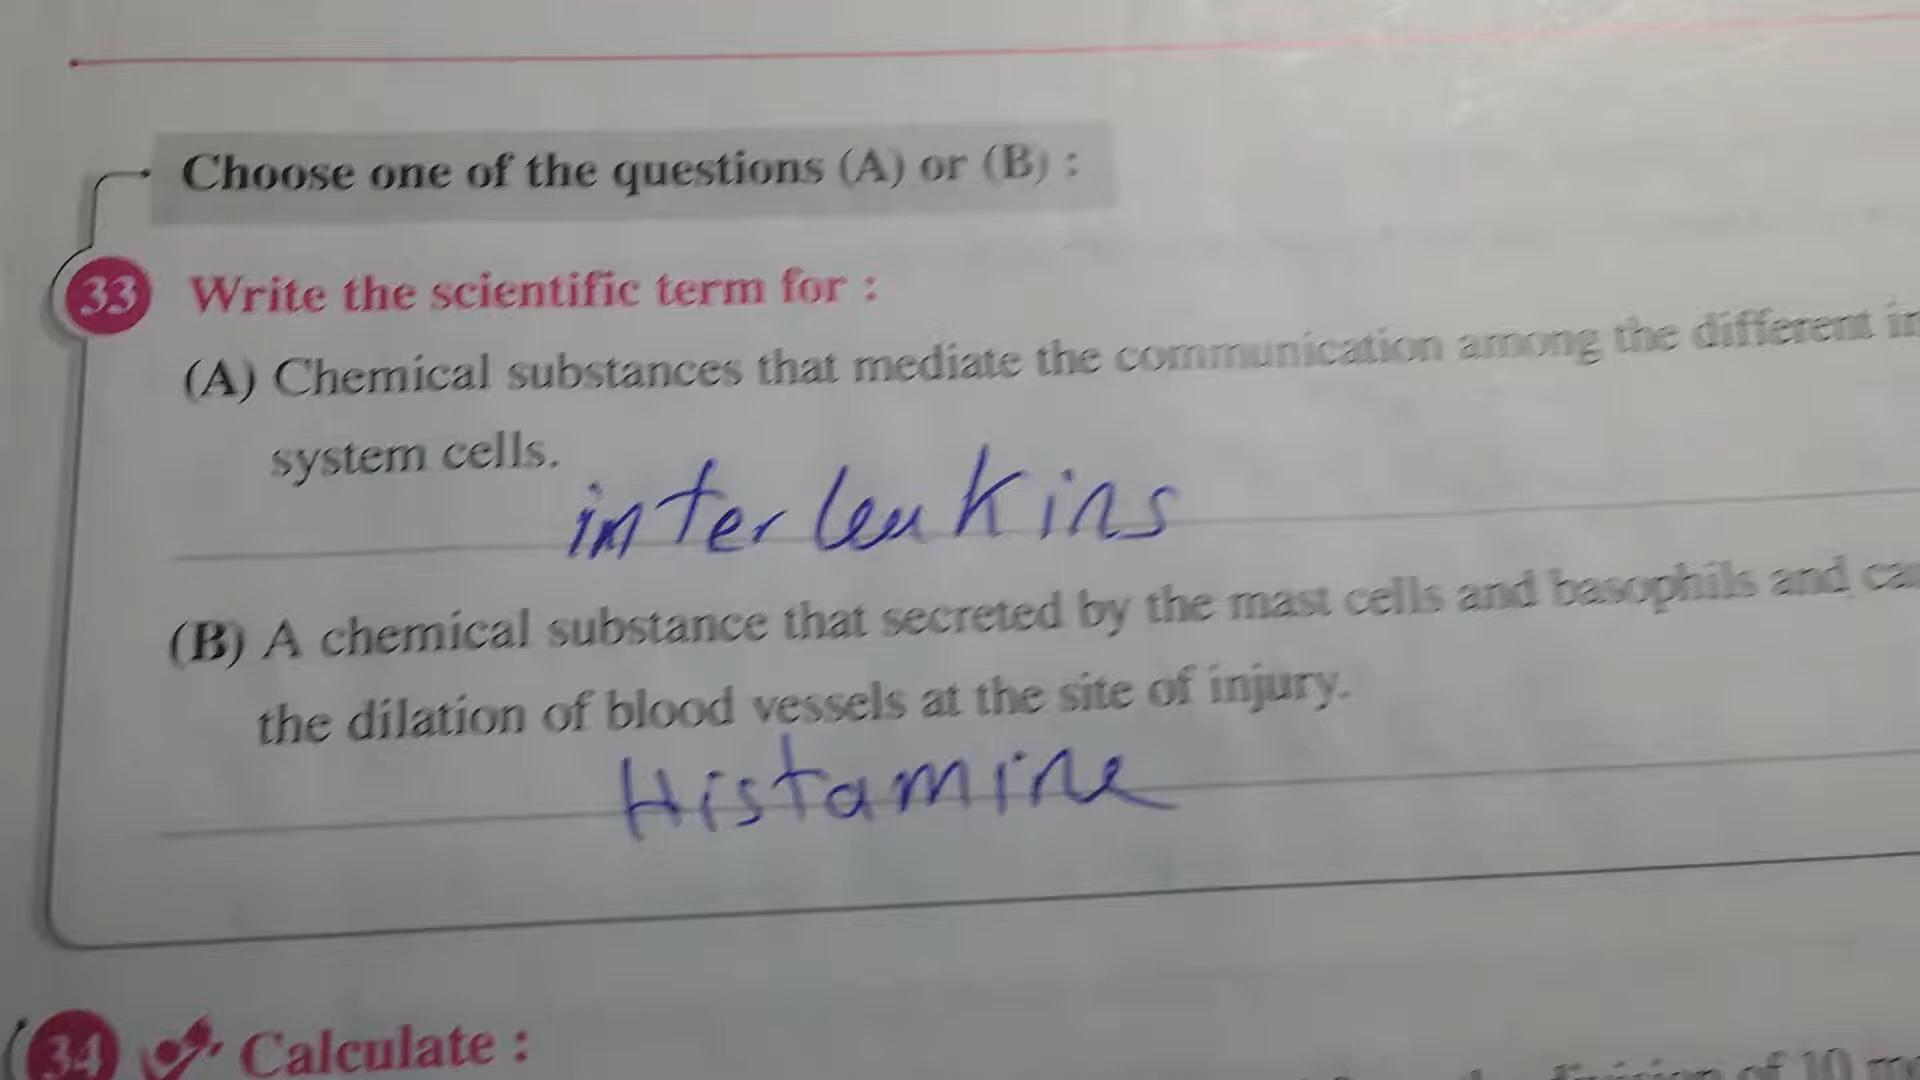 Choose one of the questions (A) or (B) :
33 Write the scientific term for :
(A) Chemical substances that mediate the communication among the different
system cells.
interleukins
(B) A chemical substance that secreted by the mast cells and basophils and
the dilation of blood vessels at the site of injury.
Histamine
34 Calculate :
of 10